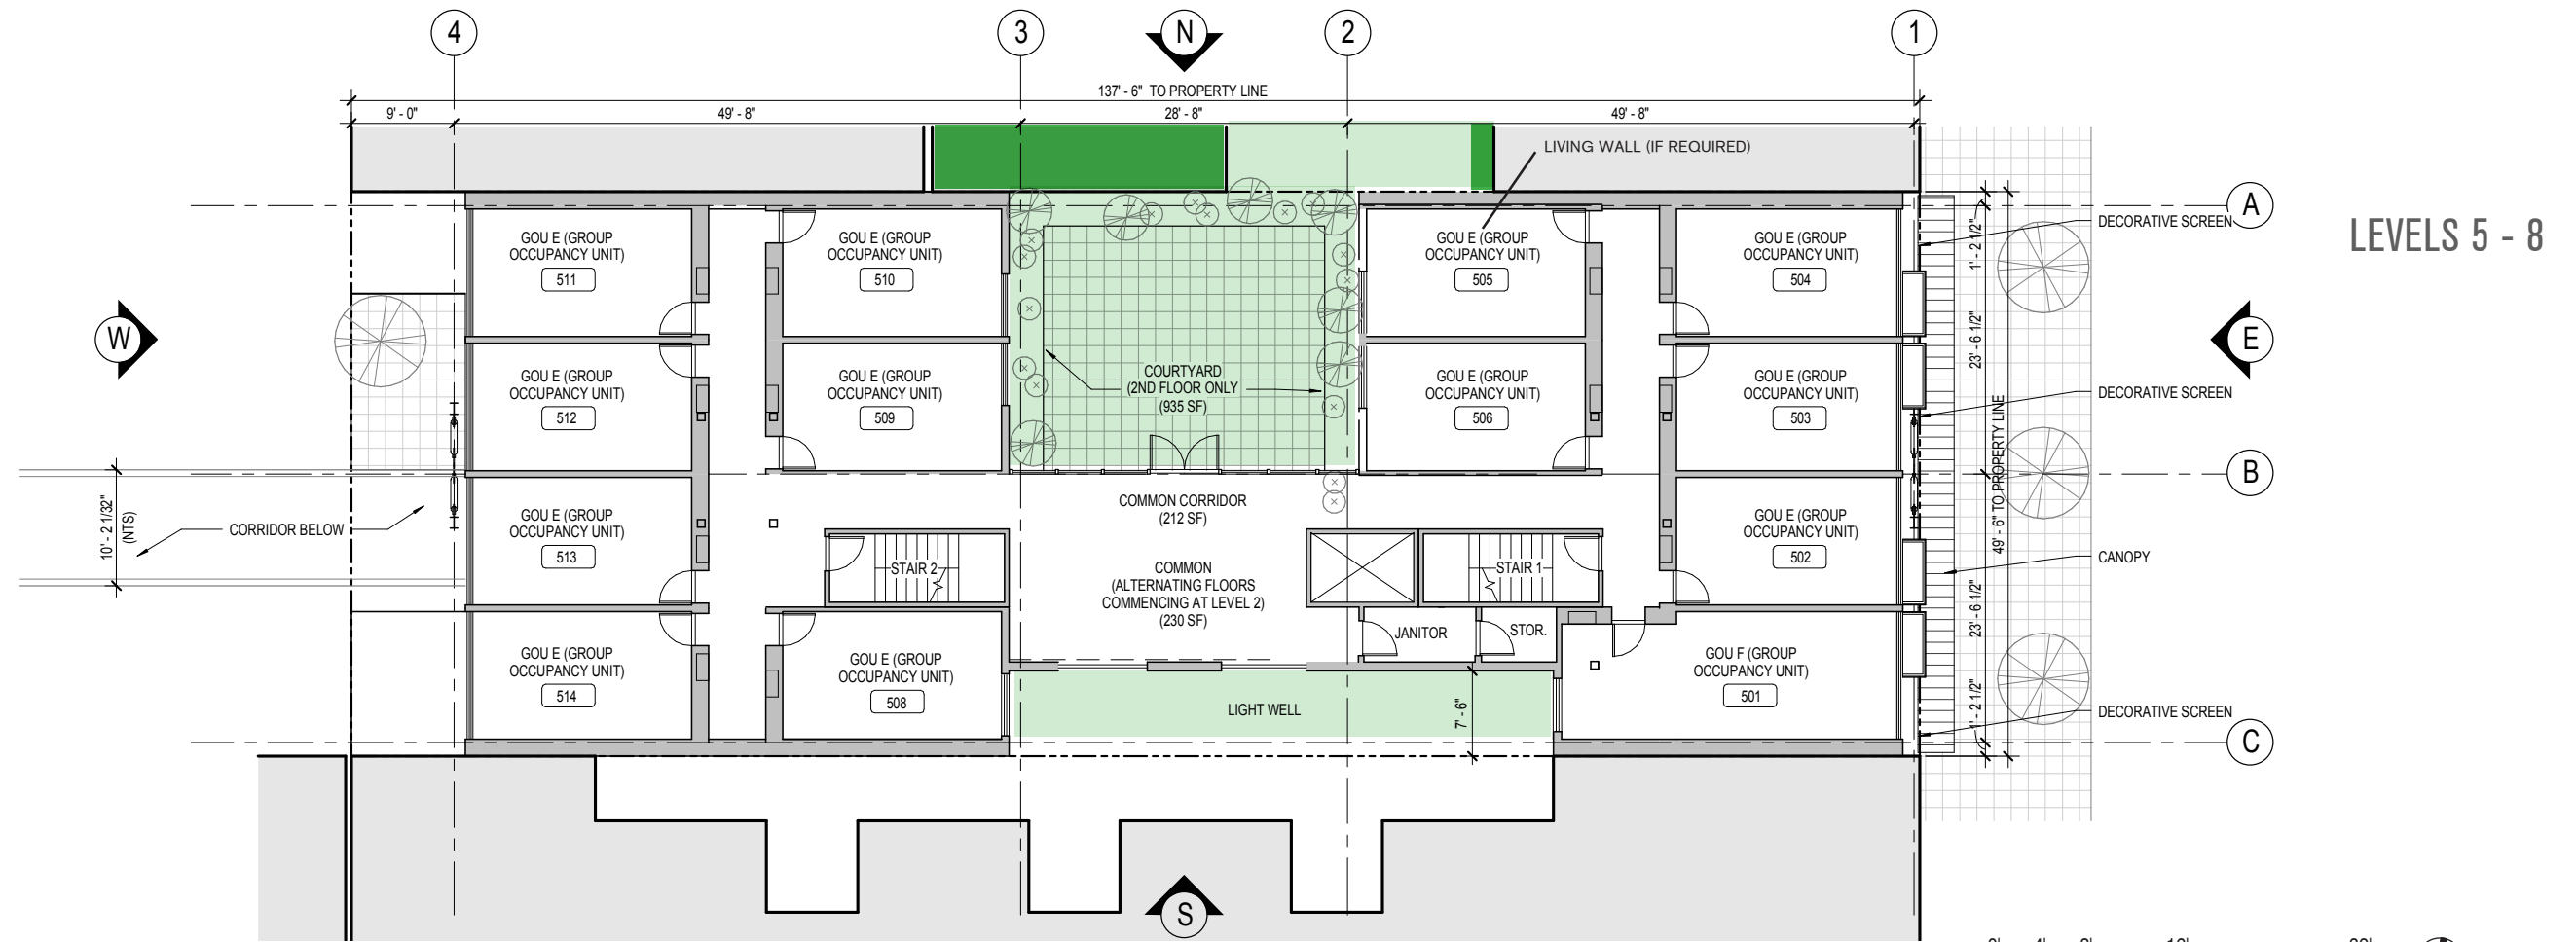 4
3
N
2
1
137' - 6" TO PROPERTY LINE
9' - 0"
49' - 8"
28' - 8"
49' - 8"
LIVING WALL (IF REQUIRED)
A
DECORATIVE SCREEN
LEVELS 5 - 8
1' - 2 1/2"
GOU E (GROUP
OCCUPANCY UNIT)
511
GOU E (GROUP
OCCUPANCY UNIT)
510
GOU E (GROUP
OCCUPANCY UNIT)
505
GOU E (GROUP
OCCUPANCY UNIT)
504
W
E
23' - 6 1/2"
GOU E (GROUP
OCCUPANCY UNIT)
512
GOU E (GROUP
OCCUPANCY UNIT)
509
COURTYARD
(2ND FLOOR ONLY
(935 SF)
GOU E (GROUP
OCCUPANCY UNIT)
506
GOU E (GROUP
OCCUPANCY UNIT)
503
DECORATIVE SCREEN
49' - 6" TO PROPERTY LINE
B
10' - 2 1/32"
(NTS)
CORRIDOR BELOW
GOU E (GROUP
OCCUPANCY UNIT)
513
COMMON CORRIDOR
(212 SF)
GOU E (GROUP
OCCUPANCY UNIT)
502
CANOPY
STAIR 2
COMMON
(ALTERNATING FLOORS
COMMENCING AT LEVEL 2)
(230 SF)
STAIR 1
23' - 6 1/2"
JANITOR
STOR.
GOU E (GROUP
OCCUPANCY UNIT)
514
GOU E (GROUP
OCCUPANCY UNIT)
508
GOU F (GROUP
OCCUPANCY UNIT)
501
LIGHT WELL
7' - 6"
1' - 2 1/2"
DECORATIVE SCREEN
C
S